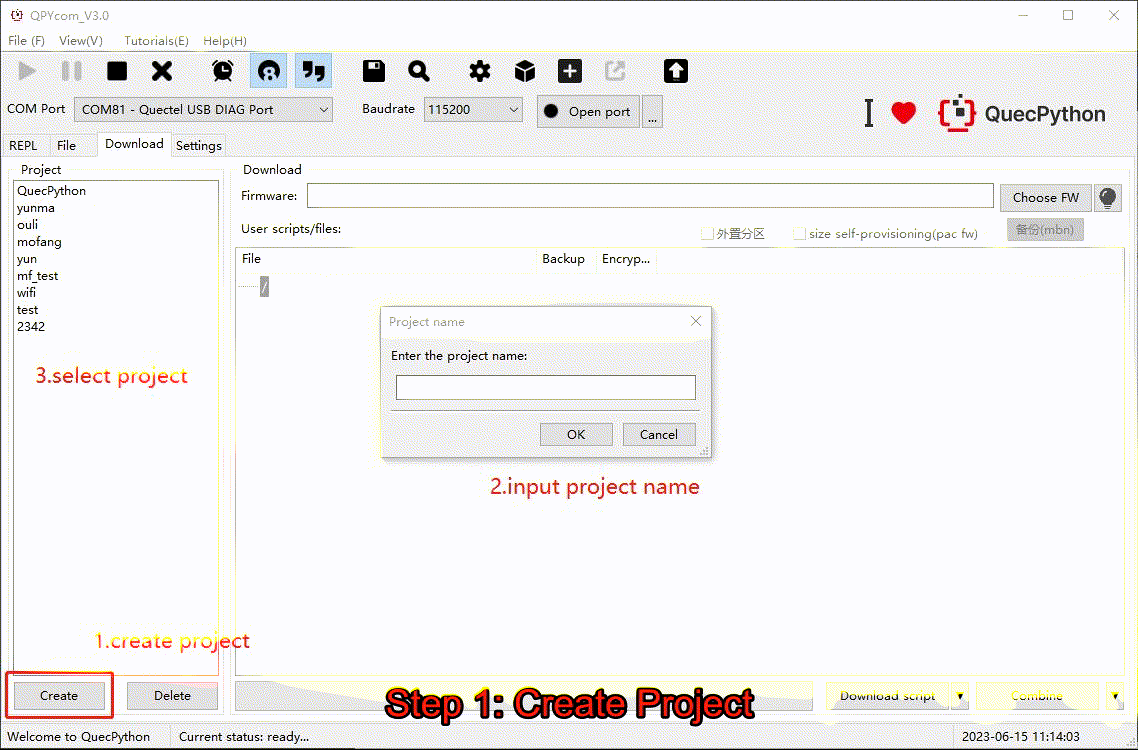 QPYcom_V3.0
File (F) View(V) Tutorials(E) Help(H)
COM Port COM81 - Quectel USB DIAG Port Baudrate 115200 Open port ...
I QuecPython
REPL File Download Settings
Project
QuecPython
yunma
ouli
mofang
yun
mf_test
wifi
test
2342
3.select project
1.create project
Create Delete
Download
Firmware: Choose FW
User scripts/files: 外置分区 size self-provisioning(pac fw) 备份(mbn)
File Backup Encryp...
/
Project name
Enter the project name:
OK Cancel
2.input project name
Step 1: Create Project
Download script Combine
Welcome to QuecPython Current status: ready... 2023-06-15 11:14:03